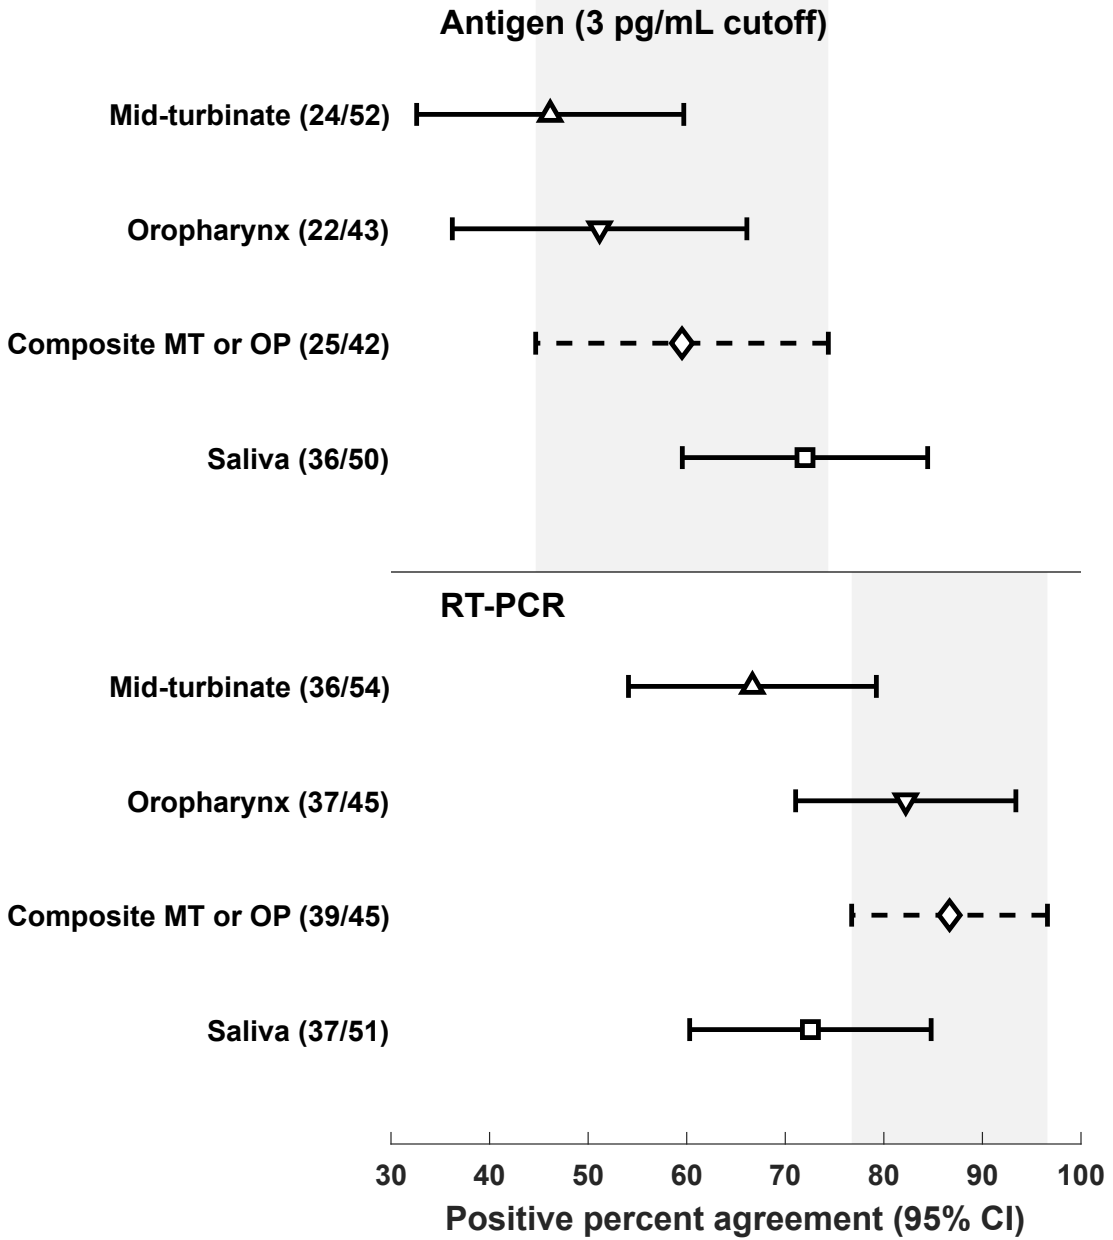 Antigen (3 pg/mL cutoff)
Mid-turbinate (24/52)
Oropharynx (22/43)
Composite MT or OP (25/42)
Saliva (36/50)
RT-PCR
Mid-turbinate (36/54)
Oropharynx (37/45)
Composite MT or OP (39/45)
Saliva (37/51)
30 40 50 60 70 80 90 100
Positive percent agreement (95% CI)